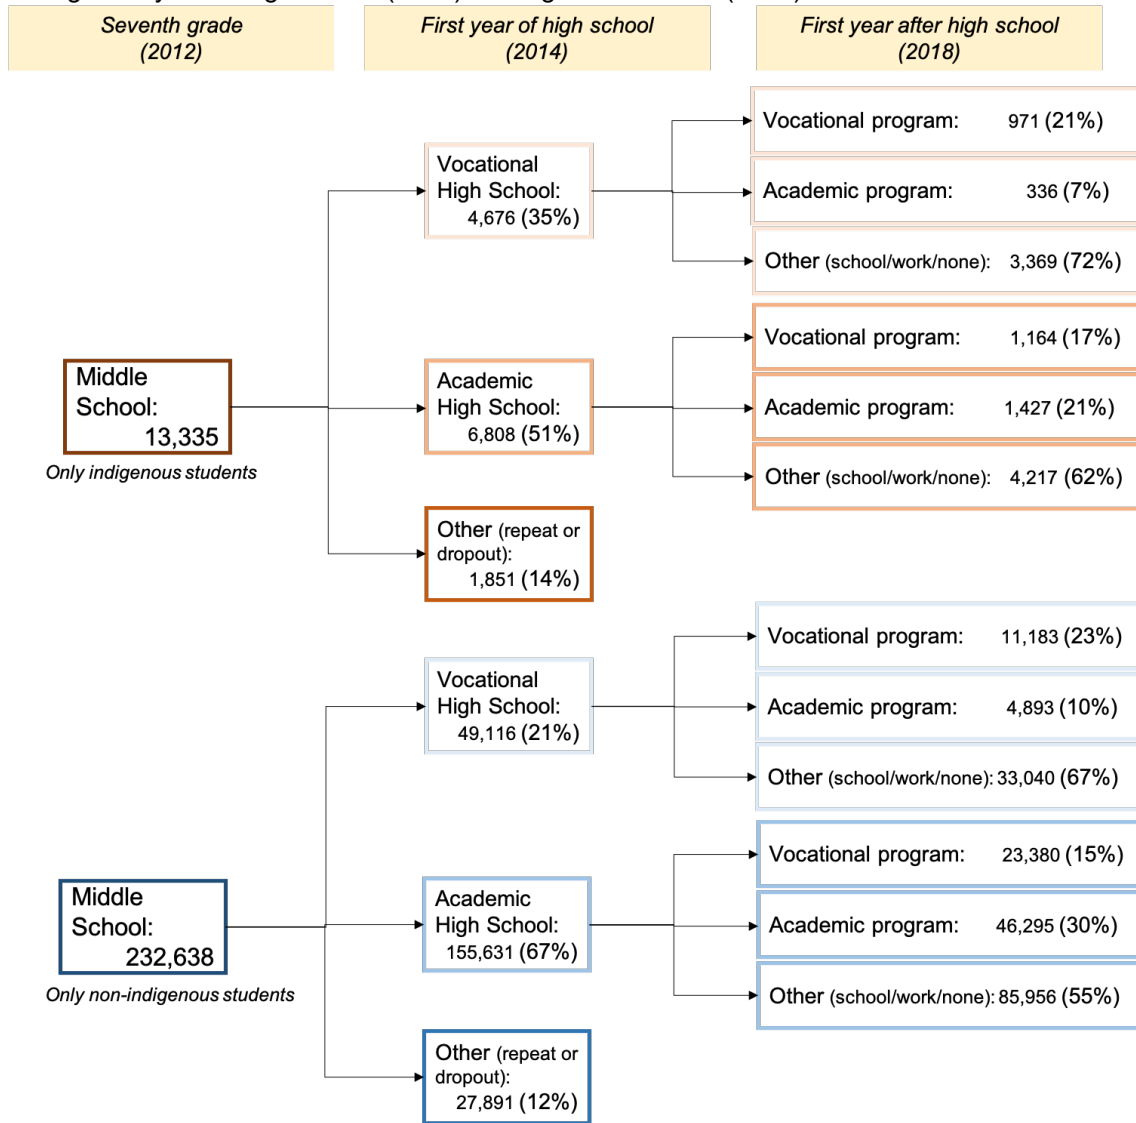 Seventh grade
(2012)
First year of high school
(2014)
First year after high school
(2018)
Vocational program: 971 (21%)
Vocational
High School:
4,676 (35%)
Academic program: 336 (7%)
Other (school/work/none): 3,369 (72%)
Vocational program: 1,164 (17%)
Middle
School:
13,335
Only indigenous students
Academic
High School:
6,808 (51%)
Academic program: 1,427 (21%)
Other (school/work/none): 4,217 (62%)
Other (repeat or
dropout):
1,851 (14%)
Vocational program: 11,183 (23%)
Vocational
High School:
49,116 (21%)
Academic program: 4,893 (10%)
Other (school/work/none): 33,040 (67%)
Vocational program: 23,380 (15%)
Middle
School:
232,638
Only non-indigenous students
Academic
High School:
155,631 (67%)
Academic program: 46,295 (30%)
Other (school/work/none): 85,956 (55%)
Other (repeat or
dropout):
27,891 (12%)